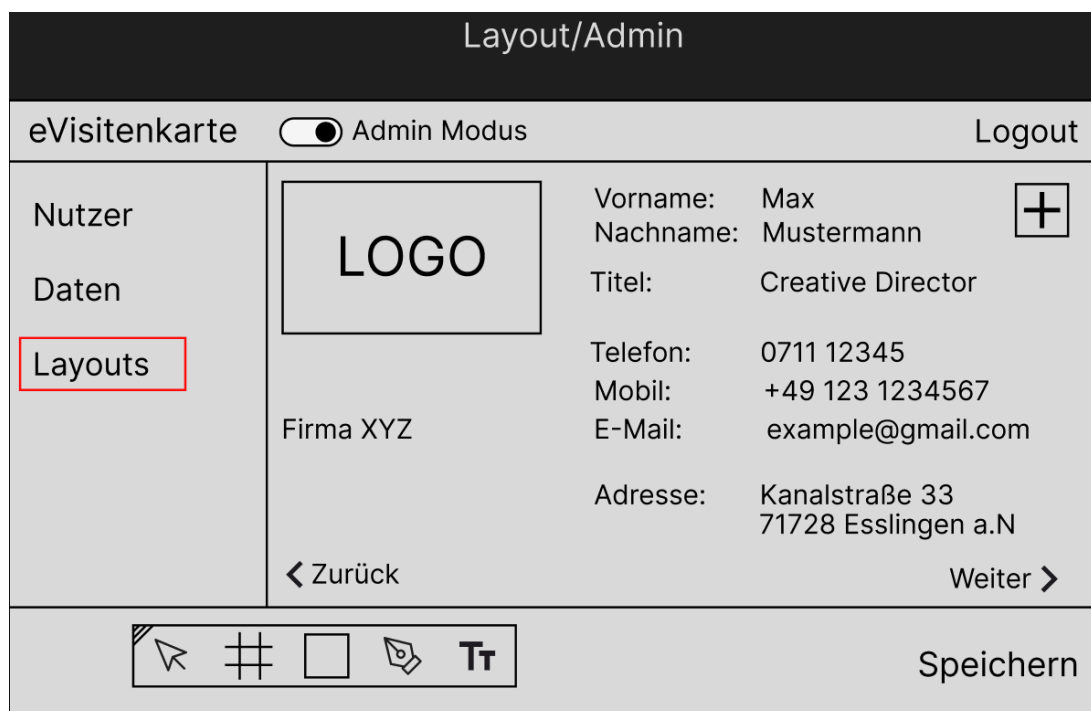 Layout/Admin
eVisitenkarte Admin Modus Logout
Nutzer
Daten
Layouts
LOGO
Firma XYZ
Vorname: Max
Nachname: Mustermann
Titel: Creative Director
Telefon: 0711 12345
Mobil: +49 123 1234567
E-Mail: example@gmail.com
Adresse: Kanalstraße 33
71728 Esslingen a.N
Zurück
Weiter
TT
Speichern